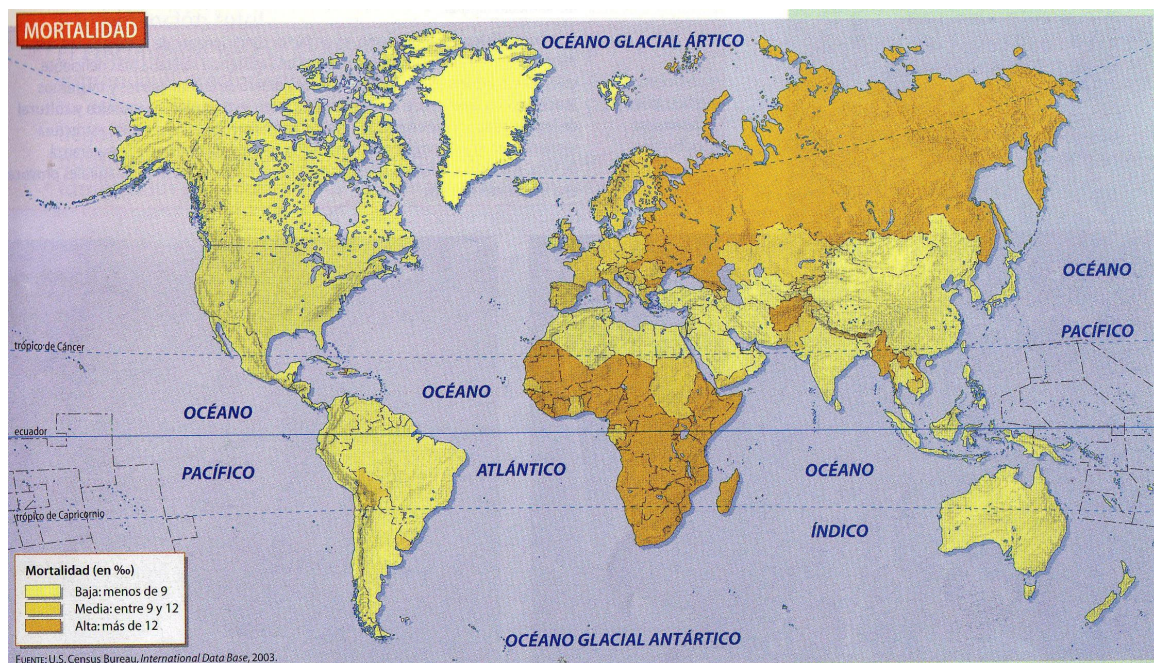 MORTALIDAD
OCÉANO GLACIAL ÁRTICO
OCÉANO
PACÍFICO
trópico de Cáncer
OCÉANO
OCÉANO
ecuador
PACÍFICO
ATLÁNTICO
OCÉANO
trópico de Capricornio
ÍNDICO
Mortalidad (en ‰)
Baja: menos de 9
Media: entre 9 y 12
Alta: más de 12
OCÉANO GLACIAL ANTÁRTICO
FUENTE: U.S. Census Bureau, International Data Base, 2003.